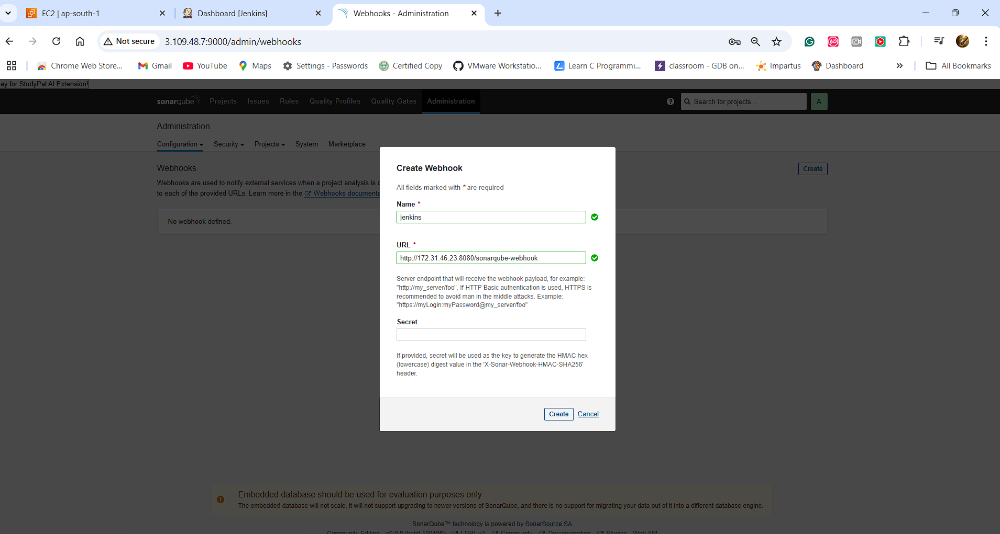 EC2 | ap-south-1
Dashboard [Jenkins]
Webhooks - Administration
Not secure
3.109.48.7:9000/admin/webhooks
Chrome Web Store...
Gmail
YouTube
Maps
Settings - Passwords
Certified Copy
VMware Workstatio...
Learn C Programmi...
classroom - GDB on...
Impartus
Dashboard
All Bookmarks
ay for StudyPal AI Extension!
sonarqube
Projects
Issues
Rules
Quality Profiles
Quality Gates
Administration
Search for projects...
A
Administration
Configuration
Security
Projects
System
Marketplace
Webhooks
Create
Webhooks are used to notify external services when a project analysis is
to each of the provided URLs. Learn more in the Webhooks documenta
No webhook defined.
Create Webhook
All fields marked with * are required
Name *
jenkins
URL *
http://172.31.46.23:8080/sonarqube-webhook
Server endpoint that will receive the webhook payload, for example:
"http://my_server/foo". If HTTP Basic authentication is used, HTTPS is
recommended to avoid man in the middle attacks. Example:
"https://myLogin:myPassword@my_server/foo"
Secret
If provided, secret will be used as the key to generate the HMAC hex
(lowercase) digest value in the 'X-Sonar-Webhook-HMAC-SHA256'
header.
Create
Cancel
Embedded database should be used for evaluation purposes only
The embedded database will not scale, it will not support upgrading to newer versions of SonarQube, and there is no support for migrating your data out of it into a different database engine.
SonarQube™ technology is powered by SonarSource SA
Community Edition
LGPL v3
Community
Documentation
Plugins
Web API